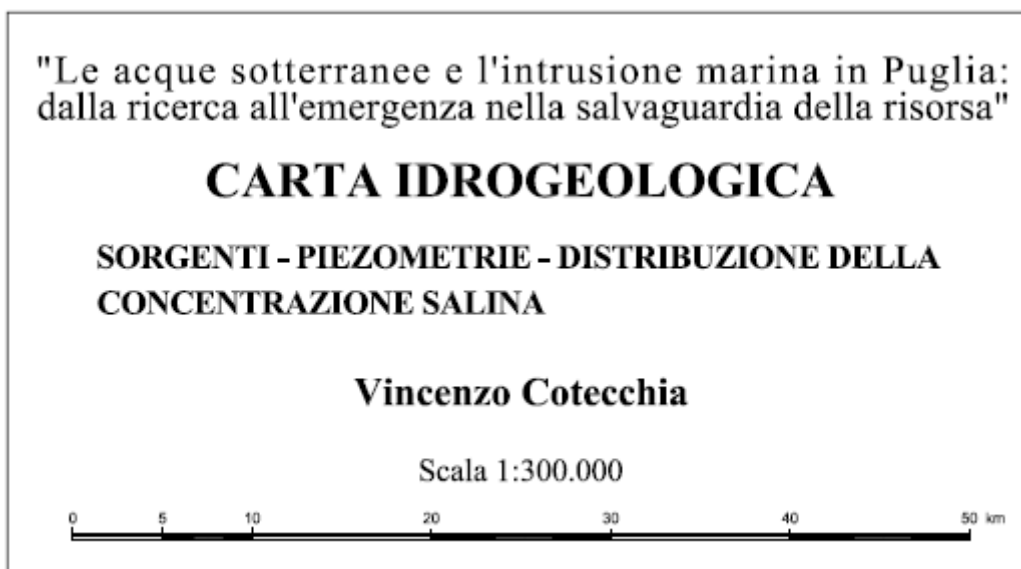 "Le acque sotterranee e l'intrusione marina in Puglia:
dalla ricerca all'emergenza nella salvaguardia della risorsa"
CARTA IDROGEOLOGICA
SORGENTI - PIEZOMETRIE - DISTRIBUZIONE DELLA
CONCENTRAZIONE SALINA
Vincenzo Cotecchia
Scala 1:300.000
0 5 10 20 30 40 50 km